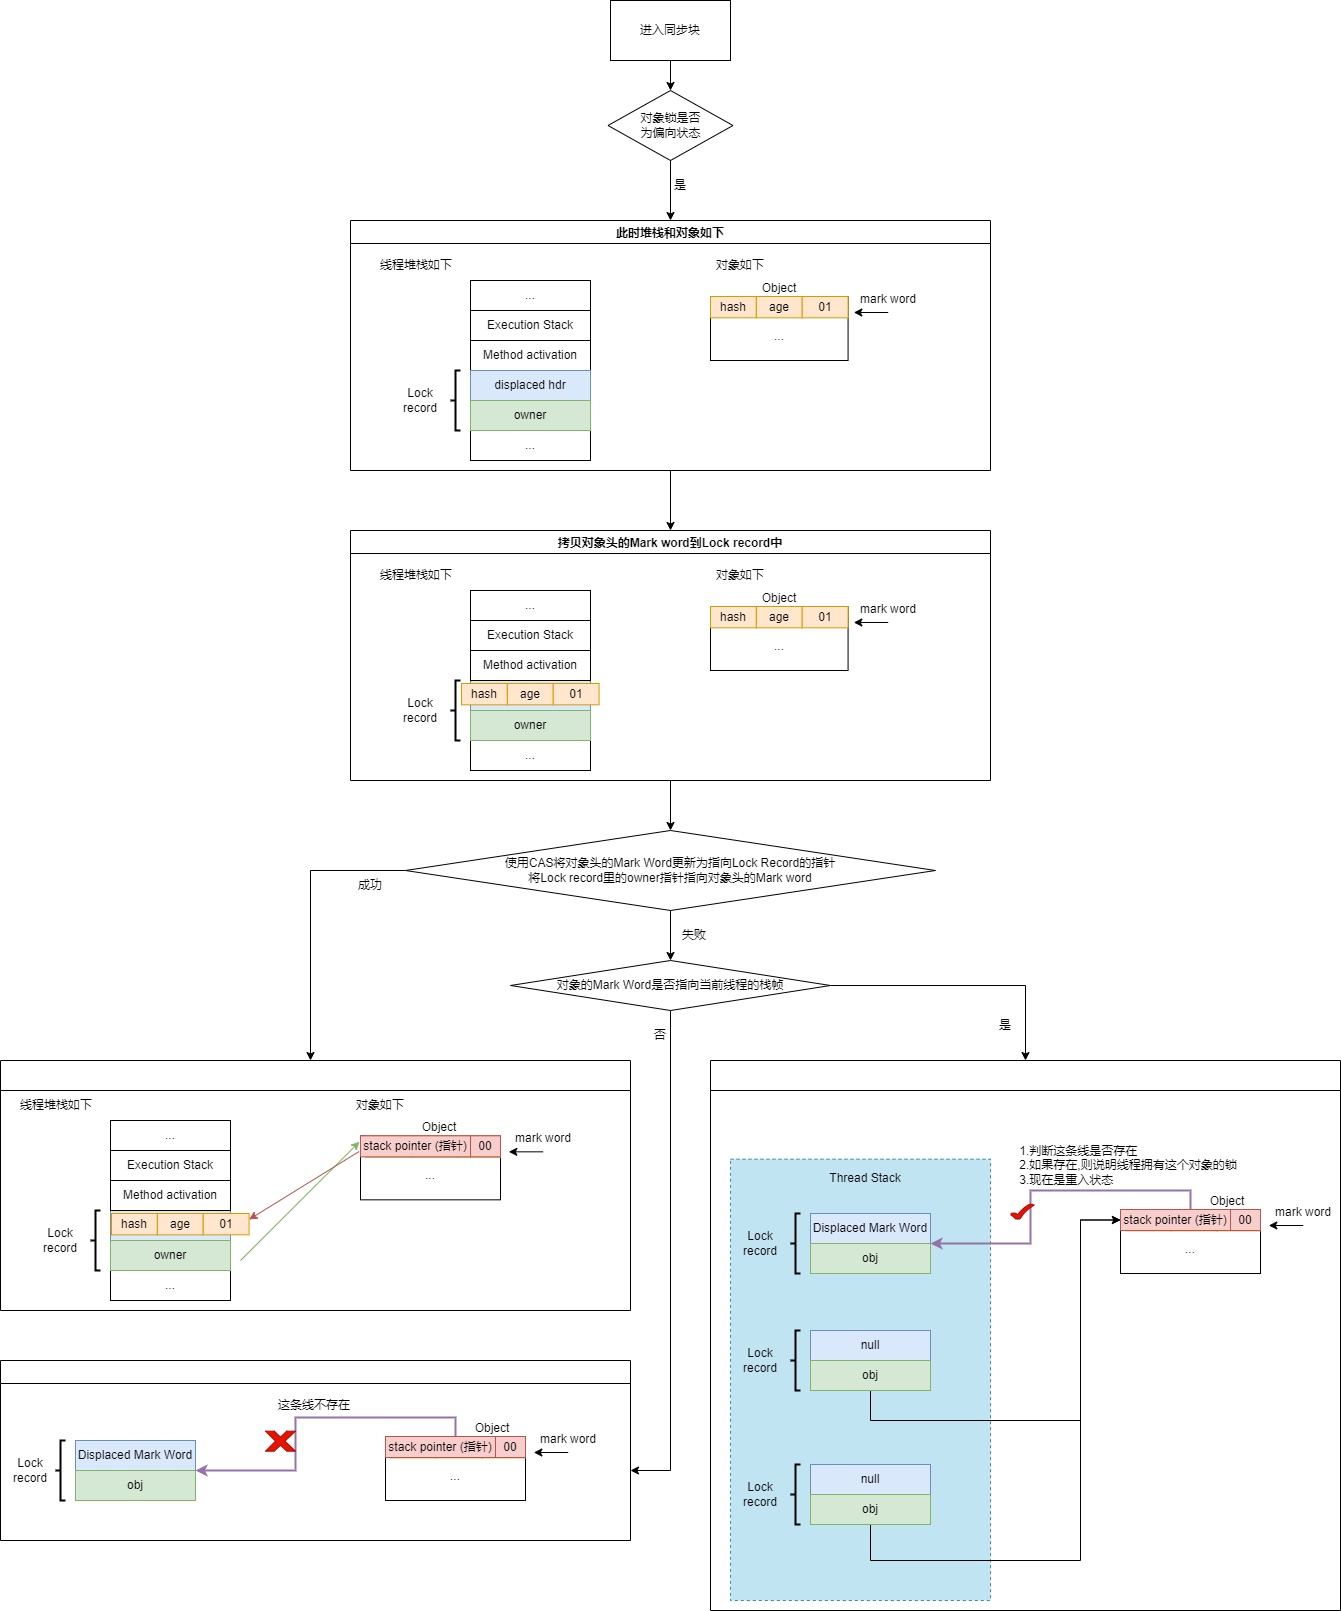 进入同步块
对象锁是否
为偏向状态
是
此时堆栈和对象如下
线程堆栈如下
对象如下
...
Execution Stack
Method activation
displaced hdr
owner
...
Lock
record
Object
hash age 01
mark word
...
拷贝对象头的Mark word到Lock record中
线程堆栈如下
对象如下
...
Execution Stack
Method activation
hash age 01
owner
...
Lock
record
Object
hash age 01
mark word
...
使用CAS将对象头的Mark Word更新为指向Lock Record的指针
将Lock record里的owner指针指向对象头的Mark word
成功
失败
对象的Mark Word是否指向当前线程的栈帧
否
是
线程堆栈如下
对象如下
...
Execution Stack
Method activation
hash age 01
owner
...
Lock
record
Object
stack pointer (指针) 00
mark word
...
这条线不存在
Lock
record
Displaced Mark Word
obj
Object
stack pointer (指针) 00
mark word
...
1.判断这条线是否存在
2.如果存在,则说明线程拥有这个对象的锁
3.现在是重入状态
Thread Stack
Lock
record
Displaced Mark Word
obj
Object
stack pointer (指针) 00
mark word
...
Lock
record
null
obj
Lock
record
null
obj